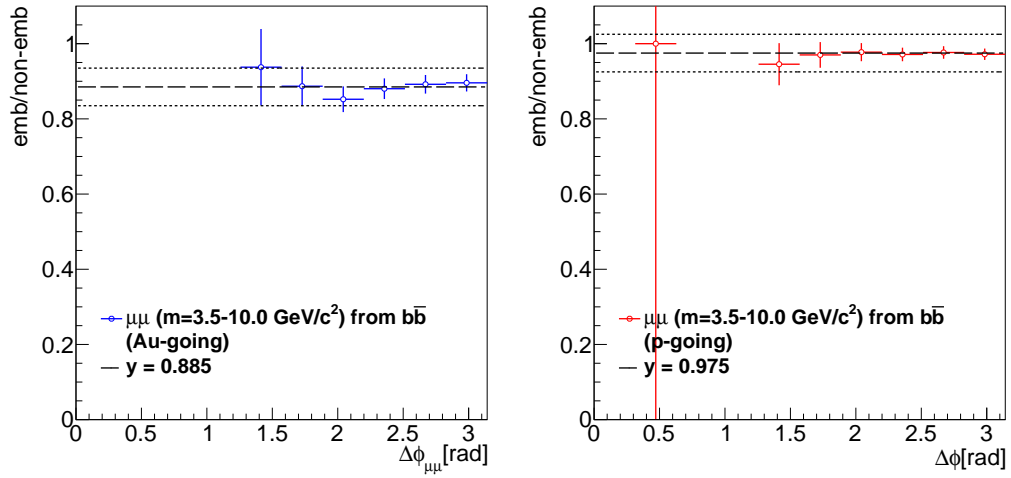 emb/non-emb
1
0.8
0.6
0.4
0.2
0
μμ (m=3.5-10.0 GeV/c²) from bb̅
(Au-going)
y = 0.885
0 0.5 1 1.5 2 2.5 3
Δϕμμ[rad]
emb/non-emb
1
0.8
0.6
0.4
0.2
0
μμ (m=3.5-10.0 GeV/c²) from bb̅
(p-going)
y = 0.975
0 0.5 1 1.5 2 2.5 3
Δϕ[rad]